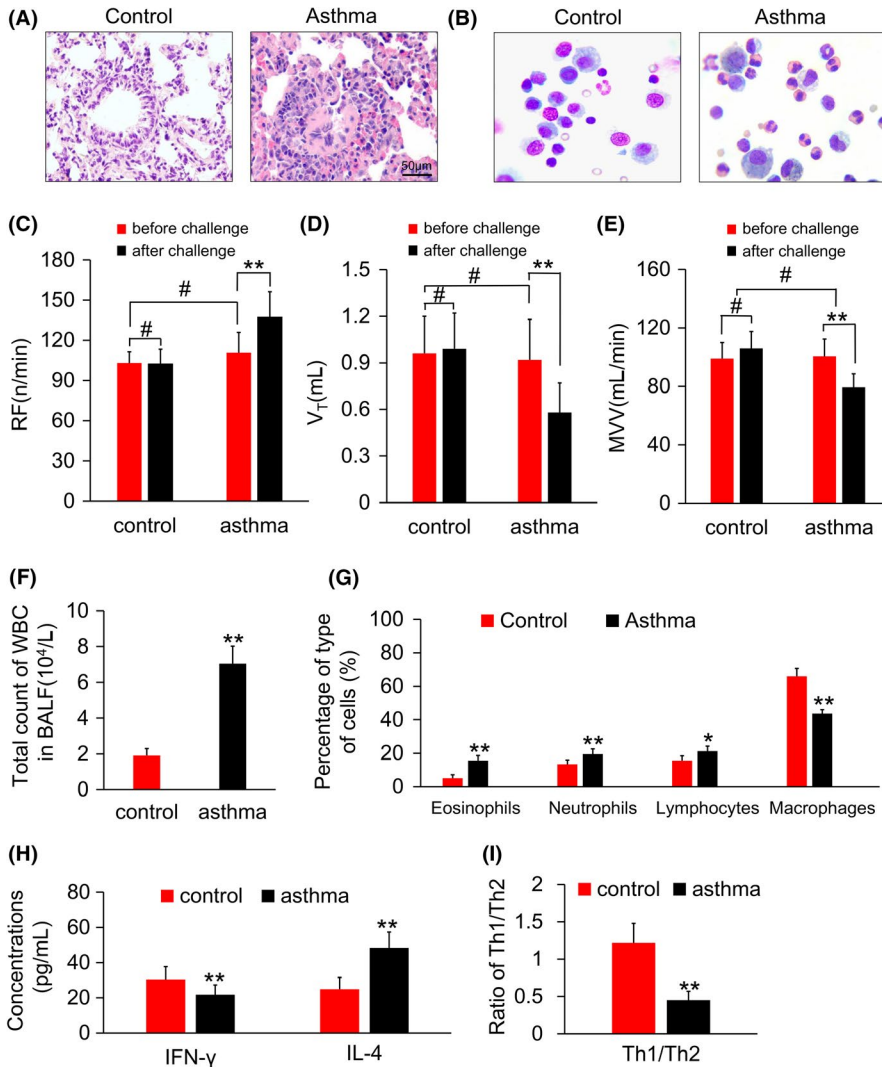 (A) Control Asthma
50μm
(B) Control Asthma
(C)
before challenge
after challenge
RF(n/min)
180
150
120
90
60
30
0
#
#
**
control asthma
(D)
before challenge
after challenge
V_T(mL)
1.5
1.2
0.9
0.6
0.3
0
#
#
**
control asthma
(E)
before challenge
after challenge
MVV(mL/min)
160
120
80
40
0
#
#
**
control asthma
(F)
Total count of WBC
in BALF(10⁴/L)
10
8
6
4
2
0
**
control asthma
(G)
Control Asthma
Percentage of type
of cells (%)
100
80
60
40
20
0
** ** * **
Eosinophils Neutrophils Lymphocytes Macrophages
(H)
control asthma
Concentrations
(pg/mL)
80
60
40
20
0
** **
IFN-γ IL-4
(I)
control asthma
Ratio of Th1/Th2
2
1.5
1
0.5
0
**
Th1/Th2